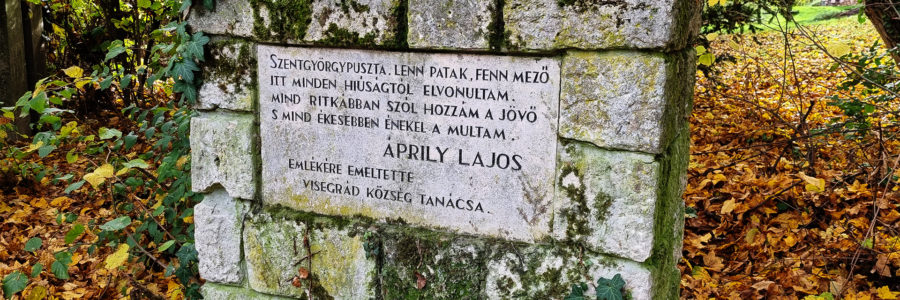 SZENTGYÖRGYPUSZTA. LENN PATAK, FENN MEZŐ
ITT MINDEN HIÚSÁGTÓL ELVONULTAM.
MIND RITKÁBBAN SZÓL HOZZÁM A JÖVŐ
S MIND ÉKESEBBEN ÉNEKEL A MULTAM.
ÁPRILY LAJOS
EMLÉKÉRE EMELTETTE
VISEGRÁD KÖZSÉG TANÁCSA.